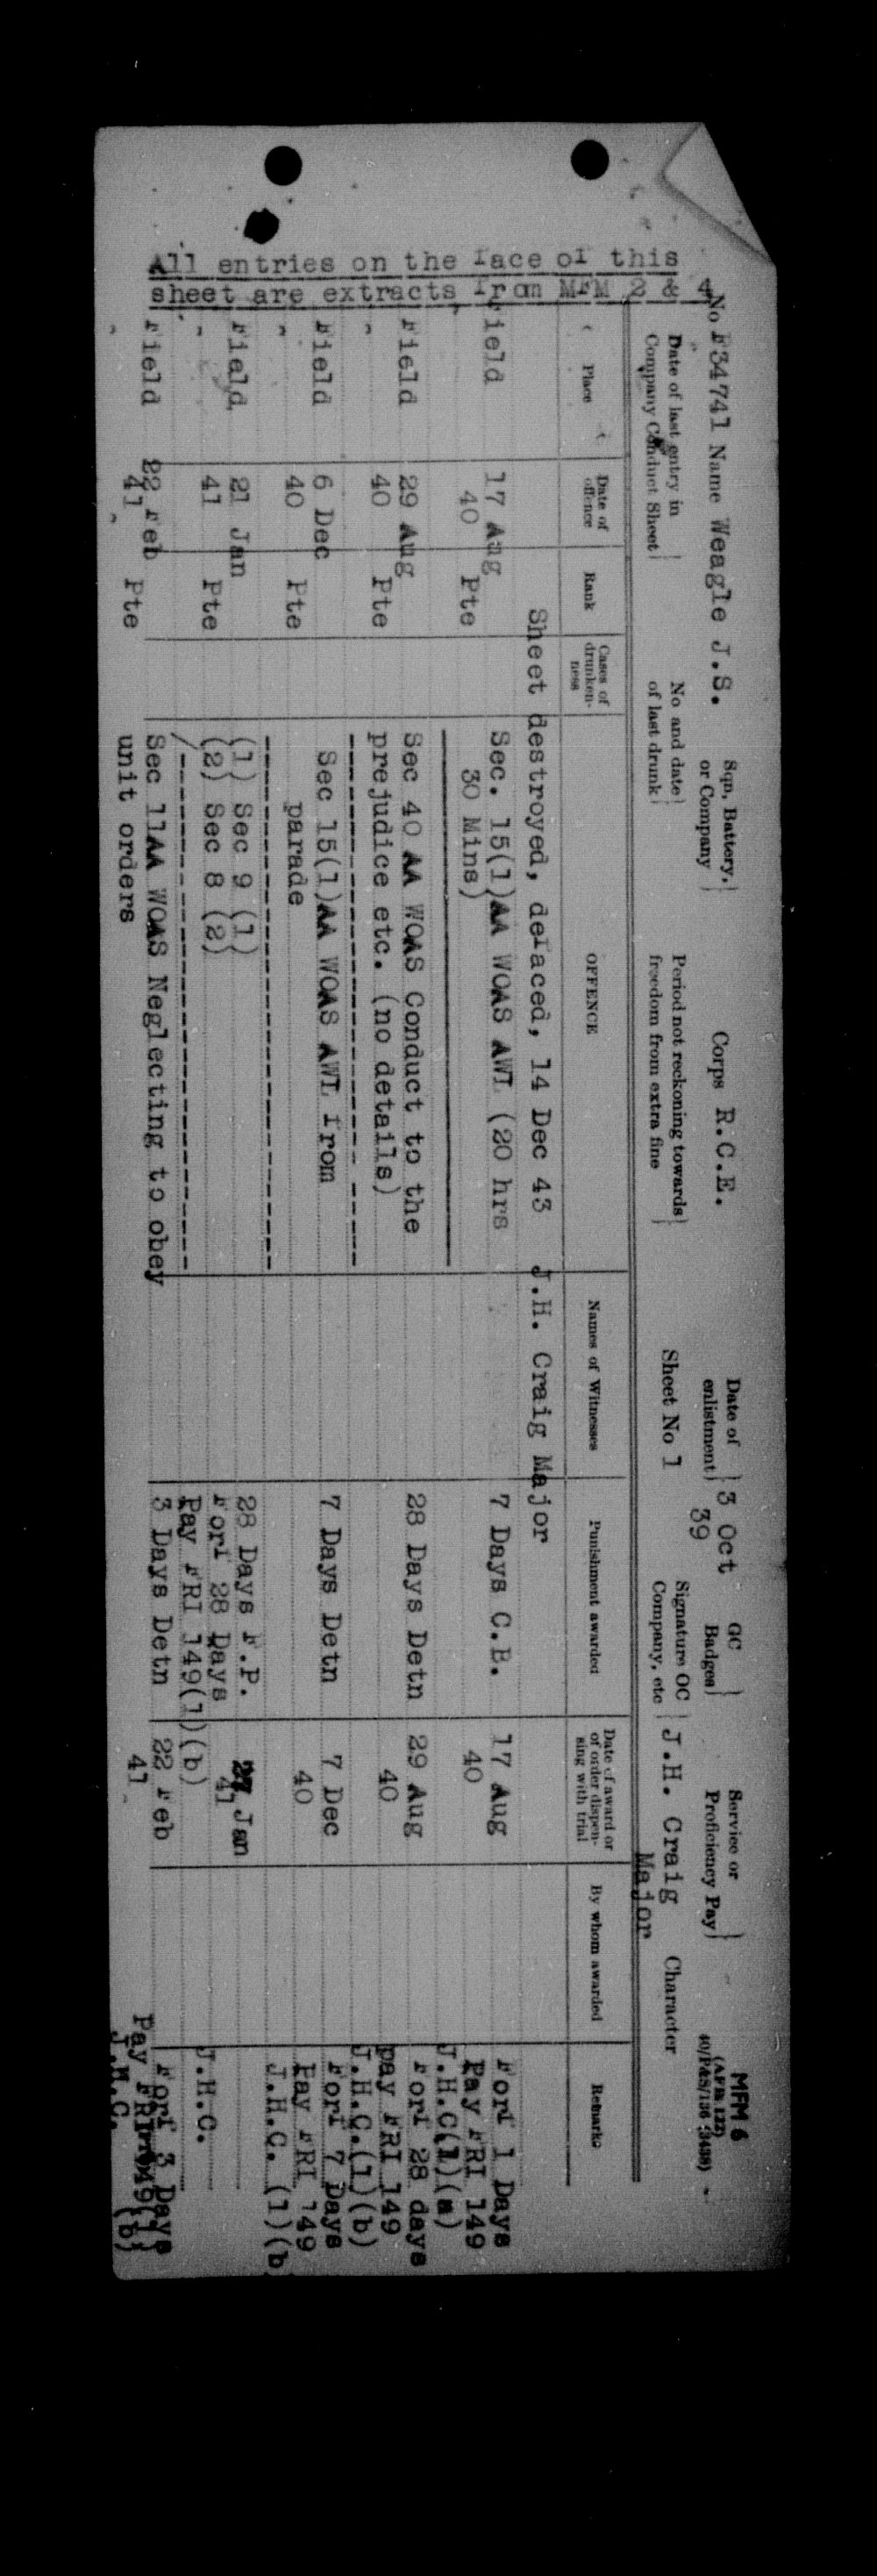 All entries on the face of this
sheet are extracts from MFM 2 & 4
MFM 6
(AFB 122)
No F34741 Name Weagle J.S. Sqn, Battery, or Company Corps R.C.E. Date of enlistment 3 Oct 39 GC Badges Service or Proficiency Pay
Date of last entry in Company Conduct Sheet No and date of last drunk Period not reckoning towards freedom from extra fine Sheet No 1 Signature OC Company, etc J.H. Craig Major Character
Place Date of offence Rank Cases of drunkenness OFFENCE Names of Witnesses Punishment awarded Date of award or of order dispensing with trial By whom awarded Remarks
Sheet destroyed, defaced, 14 Dec 43 J.H. Craig Major
Field 17 Aug Sec. 15(1)AA WOAS AWL (20 hrs 7 Days C.B. 17 Aug Forf 1 Days
40 Pte 30 Mins) 40 Pay FRI 149
J.H.C(1)(a)
Field 29 Aug Sec 40 AA WOAS Conduct to the 28 Days Detn 29 Aug Forf 28 days
" 40 Pte prejudice etc. (no details) 40 pay FRI 149
J.H.C.(1)(b)
Field 6 Dec Sec 15(1)AA WOAS AWL from 7 Days Detn 7 Dec Forf 7 Days
" 40 Pte parade 40 Pay FRI 149
J.H.C. (1)(b
Field 21 Jan (1) Sec 9 (1) 28 Days F.P. Jan
" 41 Pte (2) Sec 8 (2) Forf 28 Days 41 J.H.C.
Pay FRI 149(1)(b)
Field 22 Feb Sec 11AA WOAS Neglecting to obey 3 Days Detn 22 Feb Forf 3 Days
" 41 Pte unit orders 41 Pay FRI 149(1)
J.H.C. (b)